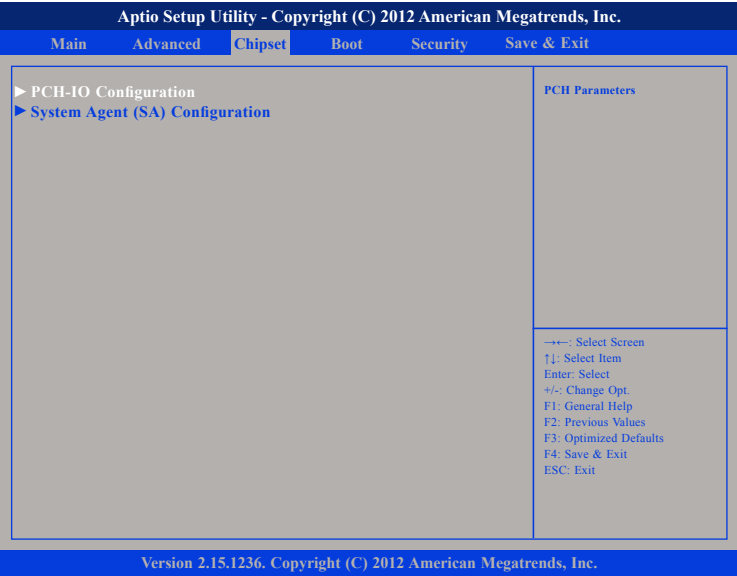 Aptio Setup Utility - Copyright (C) 2012 American Megatrends, Inc.
Main Advanced Chipset Boot Security Save & Exit
► PCH-IO Configuration
► System Agent (SA) Configuration
PCH Parameters
→←: Select Screen
↑↓: Select Item
Enter: Select
+/-: Change Opt.
F1: General Help
F2: Previous Values
F3: Optimized Defaults
F4: Save & Exit
ESC: Exit
Version 2.15.1236. Copyright (C) 2012 American Megatrends, Inc.